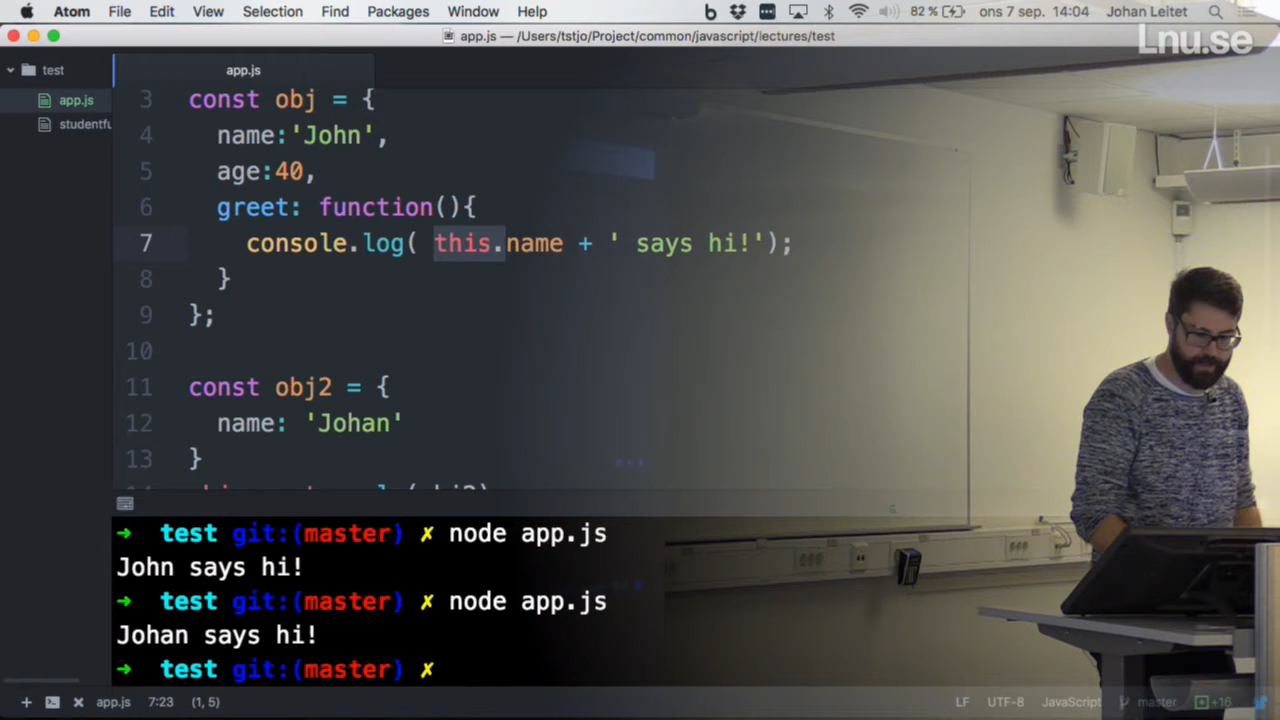 Atom File Edit View Selection Find Packages Window Help 82 % ons 7 sep. 14:04 Johan Leitet
app.js — /Users/tstjo/Project/common/javascript/lectures/test
Lnu.se
test
app.js
app.js
studentfu
3 const obj = {
4 name:'John',
5 age:40,
6 greet: function(){
7 console.log( this.name + ' says hi!');
8 }
9 };
10
11 const obj2 = {
12 name: 'Johan'
13 }
➜ test git:(master) ✗ node app.js
John says hi!
➜ test git:(master) ✗ node app.js
Johan says hi!
➜ test git:(master) ✗
+ app.js 7:23 (1, 5) LF UTF-8 JavaScript master +16